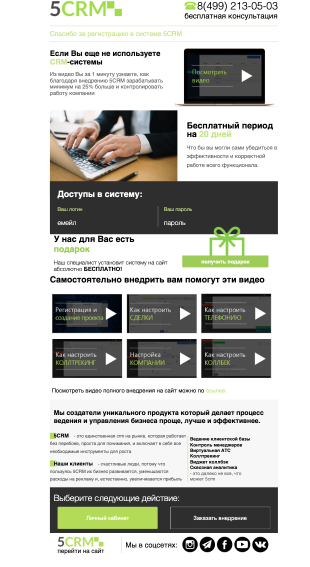 5CRM
8(499) 213-05-03
бесплатная консультация
Спасибо за регистрацию в системе 5CRM
Если Вы еще не используете
CRM-системы
Из видео Вы за 1 минуту узнаете, как
благодаря внедрению 5CRM зарабатывать
минимум на 25% больше и контролировать
работу компании
Посмотреть
видео
Бесплатный период
на 20 дней
Что бы вы могли сами убедиться в
эффективности и корректной
работе всего функционала.
Доступы в систему:
Ваш логин
Ваш пароль
емейл
пароль
У нас для Вас есть
подарок
Наш специалист установит систему на сайт
абсолютно БЕСПЛАТНО!
получить подарок
Самостоятельно внедрить вам помогут эти видео
Регистрация и
создание проекта
Как настроить
СДЕЛКИ
Как настроить
ТЕЛЕФОНИЮ
Как настроить
КОЛЛТРЕКИНГ
Настройка
КОМПАНИИ
Как настроить
КОЛБЕК
Посмотреть видео полного внедрения на сайт можно по ссылке.
Мы создатели уникального продукта который делает процесс
ведения и управления бизнеса проще, лучше и эффективнее.
5CRM - это единственная crm на рынке, которая работает
без перебоев, проста для понимания, и включает в себя все
необходимые инструменты для роста
Наши клиенты - счастливые люди, потому что
пользуясь 5CRM их бизнес развивается, уменьшаются
расходы на рекламу и, естественно, увеличивается прибыль
Ведение клиентской базы
Контроль менеджеров
Виртуальная АТС
Коллтрекинг
Виджет коллбек
Сквозная аналитика
- это далеко не все, что
может 5crm
Выберите следующие действие:
Личный кабинет
Заказать внедрение
5CRM
перейти на сайт
Мы в соцсетях: